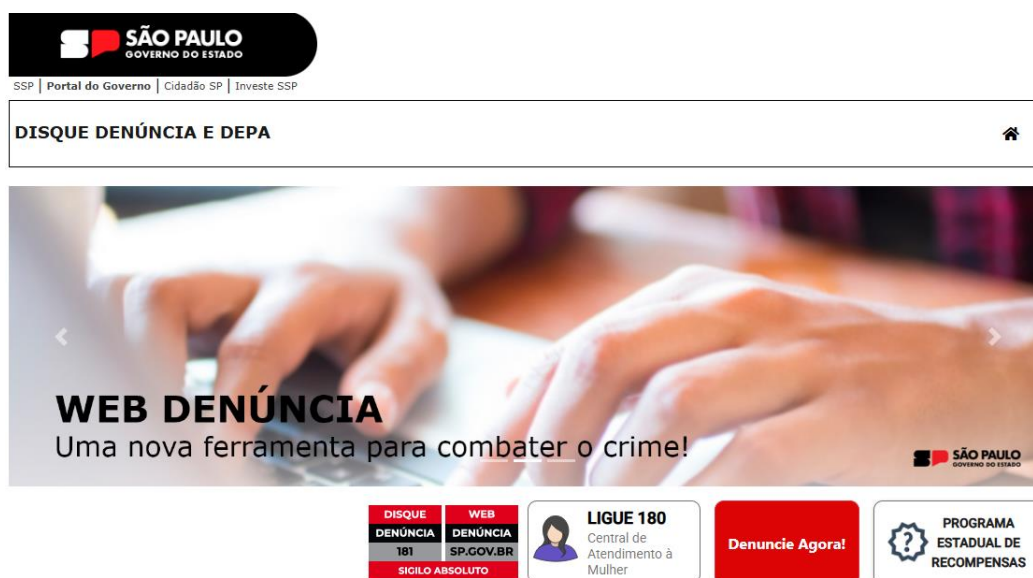 SÃO PAULO
GOVERNO DO ESTADO
SSP | Portal do Governo | Cidadão SP | Investe SSP
DISQUE DENÚNCIA E DEPA
WEB DENÚNCIA
Uma nova ferramenta para combater o crime!
SÃO PAULO
GOVERNO DO ESTADO
DISQUE
DENÚNCIA
181
WEB
DENÚNCIA
SP.GOV.BR
SIGILO ABSOLUTO
LIGUE 180
Central de
Atendimento à
Mulher
Denuncie Agora!
PROGRAMA
ESTADUAL DE
RECOMPENSAS